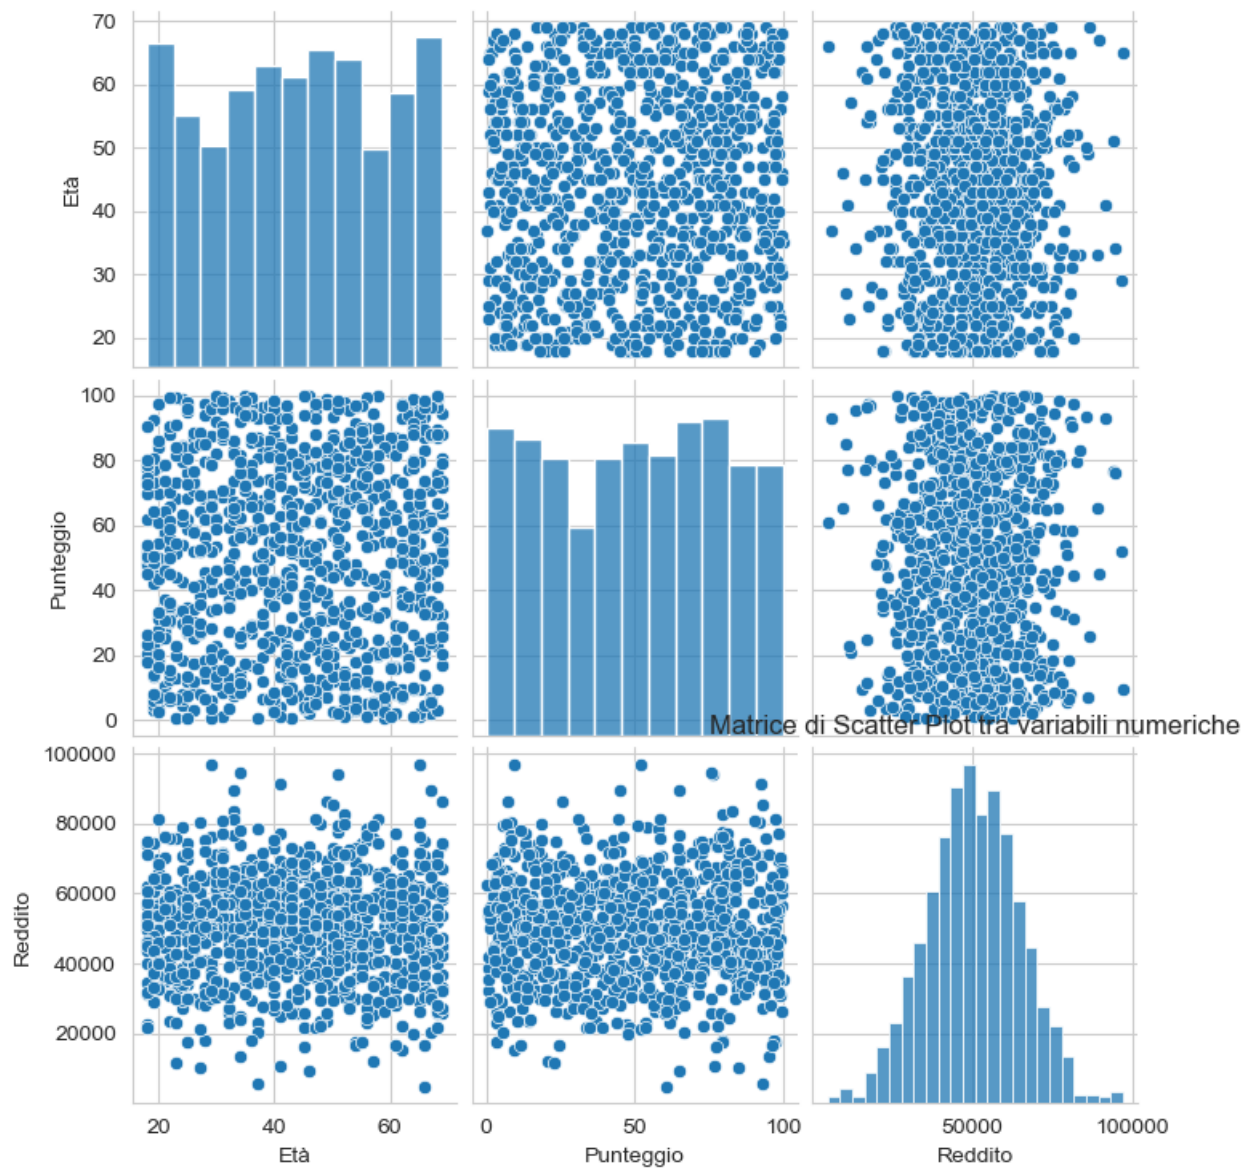 70
60
50
40
30
20
Età
100
80
60
40
20
0
Punteggio
Matrice di Scatter Plot tra variabili numeriche
100000
80000
60000
40000
20000
Reddito
20 40 60
Età
0 50 100
Punteggio
50000 100000
Reddito